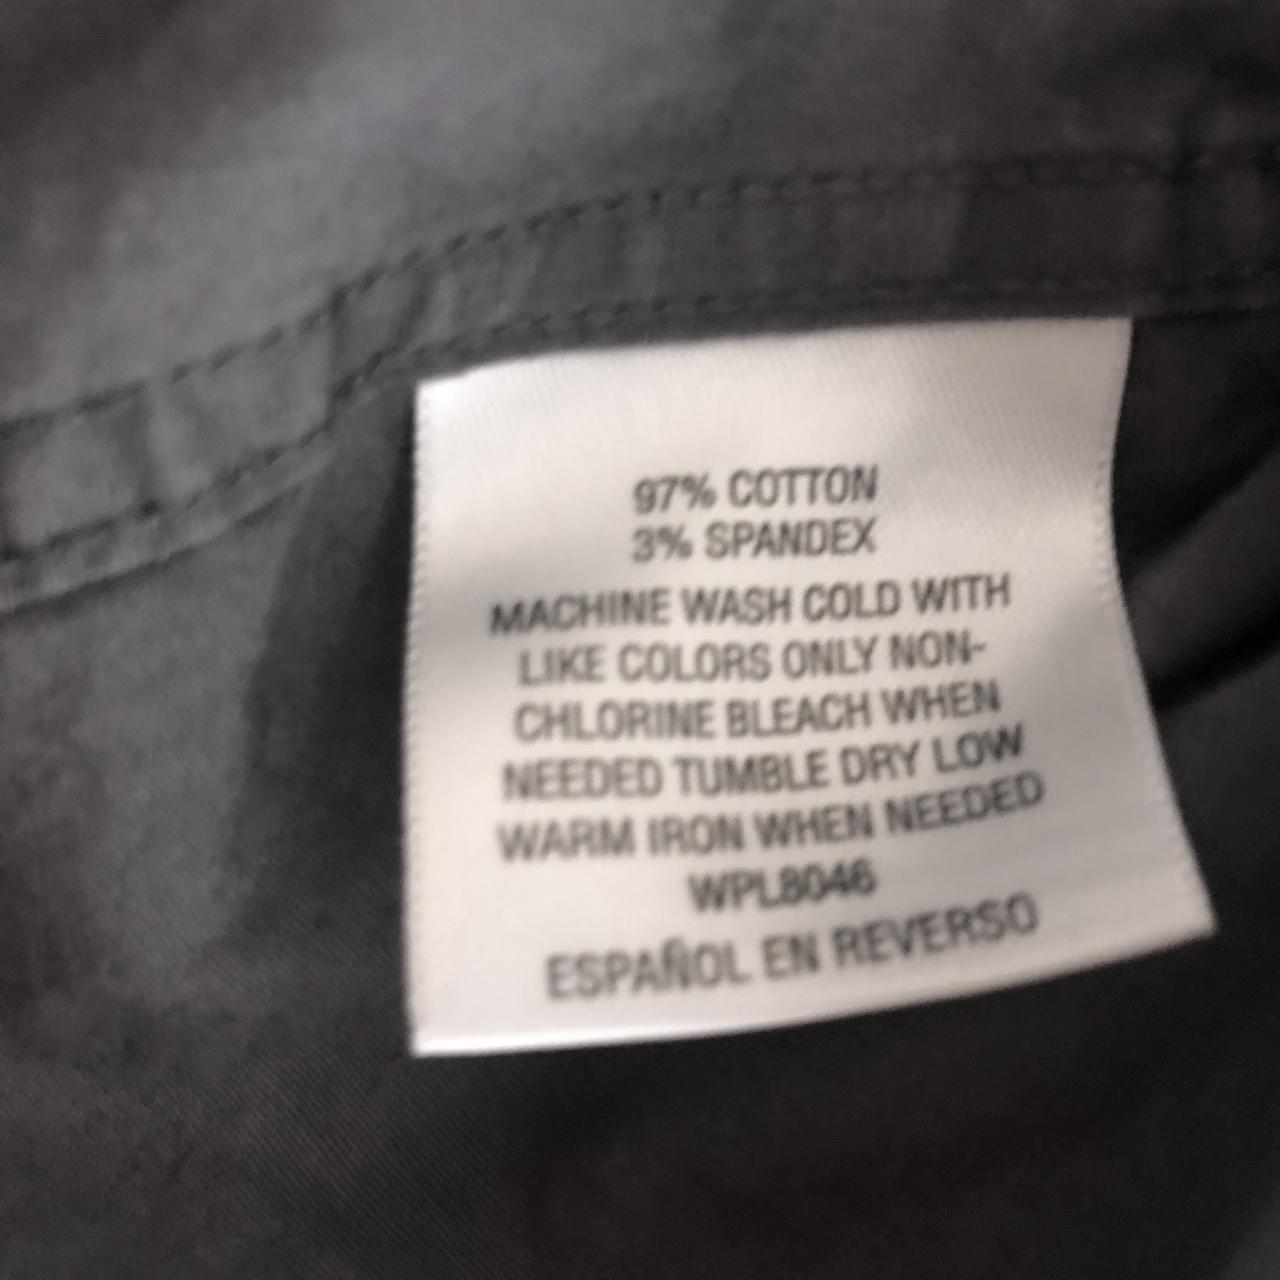 97% COTTON
3% SPANDEX
MACHINE WASH COLD WITH
LIKE COLORS ONLY NON-
CHLORINE BLEACH WHEN
NEEDED TUMBLE DRY LOW
WARM IRON WHEN NEEDED
WPL8046
ESPAÑOL EN REVERSO